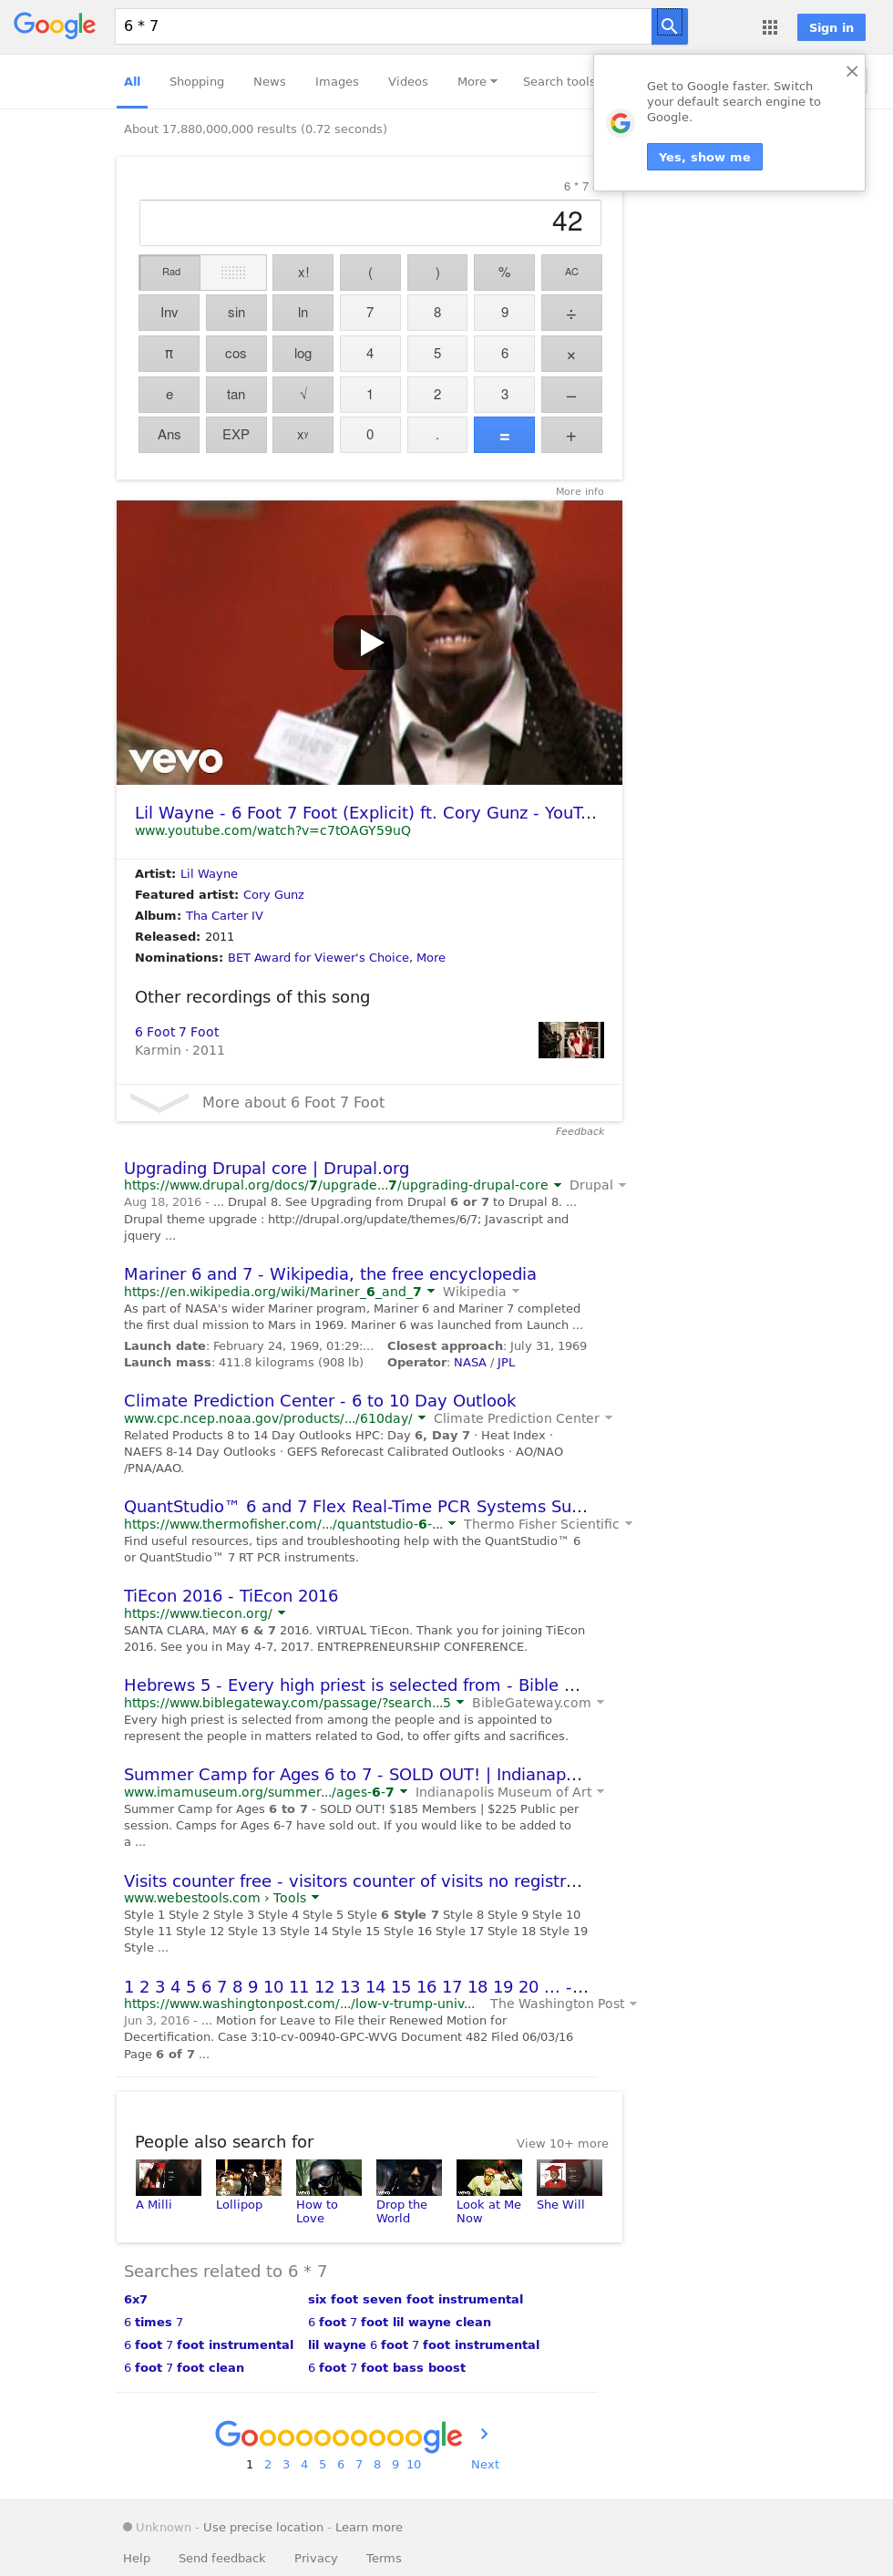 Google
6 * 7
Sign in
All Shopping News Images Videos More Search tools
Get to Google faster. Switch
your default search engine to
Google.
Yes, show me
About 17,880,000,000 results (0.72 seconds)
6 * 7
42
Rad x! ( ) % AC
Inv sin ln 7 8 9 ÷
π cos log 4 5 6 ×
e tan √ 1 2 3 –
Ans EXP xʸ 0 . = +
More info
vevo
Lil Wayne - 6 Foot 7 Foot (Explicit) ft. Cory Gunz - YouT...
www.youtube.com/watch?v=c7tOAGY59uQ
Artist: Lil Wayne
Featured artist: Cory Gunz
Album: Tha Carter IV
Released: 2011
Nominations: BET Award for Viewer's Choice, More
Other recordings of this song
6 Foot 7 Foot
Karmin · 2011
More about 6 Foot 7 Foot
Feedback
Upgrading Drupal core | Drupal.org
https://www.drupal.org/docs/7/upgrade...7/upgrading-drupal-core Drupal
Aug 18, 2016 - ... Drupal 8. See Upgrading from Drupal 6 or 7 to Drupal 8. ...
Drupal theme upgrade : http://drupal.org/update/themes/6/7; Javascript and
jquery ...
Mariner 6 and 7 - Wikipedia, the free encyclopedia
https://en.wikipedia.org/wiki/Mariner_6_and_7 Wikipedia
As part of NASA's wider Mariner program, Mariner 6 and Mariner 7 completed
the first dual mission to Mars in 1969. Mariner 6 was launched from Launch ...
Launch date: February 24, 1969, 01:29:... Closest approach: July 31, 1969
Launch mass: 411.8 kilograms (908 lb) Operator: NASA / JPL
Climate Prediction Center - 6 to 10 Day Outlook
www.cpc.ncep.noaa.gov/products/.../610day/ Climate Prediction Center
Related Products 8 to 14 Day Outlooks HPC: Day 6, Day 7 · Heat Index ·
NAEFS 8-14 Day Outlooks · GEFS Reforecast Calibrated Outlooks · AO/NAO
/PNA/AAO.
QuantStudio™ 6 and 7 Flex Real-Time PCR Systems Su...
https://www.thermofisher.com/.../quantstudio-6-... Thermo Fisher Scientific
Find useful resources, tips and troubleshooting help with the QuantStudio™ 6
or QuantStudio™ 7 RT PCR instruments.
TiEcon 2016 - TiEcon 2016
https://www.tiecon.org/
SANTA CLARA, MAY 6 & 7 2016. VIRTUAL TiEcon. Thank you for joining TiEcon
2016. See you in May 4-7, 2017. ENTREPRENEURSHIP CONFERENCE.
Hebrews 5 - Every high priest is selected from - Bible ...
https://www.biblegateway.com/passage/?search...5 BibleGateway.com
Every high priest is selected from among the people and is appointed to
represent the people in matters related to God, to offer gifts and sacrifices.
Summer Camp for Ages 6 to 7 - SOLD OUT! | Indianap...
www.imamuseum.org/summer.../ages-6-7 Indianapolis Museum of Art
Summer Camp for Ages 6 to 7 - SOLD OUT! $185 Members | $225 Public per
session. Camps for Ages 6-7 have sold out. If you would like to be added to
a ...
Visits counter free - visitors counter of visits no registr...
www.webestools.com › Tools
Style 1 Style 2 Style 3 Style 4 Style 5 Style 6 Style 7 Style 8 Style 9 Style 10
Style 11 Style 12 Style 13 Style 14 Style 15 Style 16 Style 17 Style 18 Style 19
Style ...
1 2 3 4 5 6 7 8 9 10 11 12 13 14 15 16 17 18 19 20 ... -...
https://www.washingtonpost.com/.../low-v-trump-univ... The Washington Post
Jun 3, 2016 - ... Motion for Leave to File their Renewed Motion for
Decertification. Case 3:10-cv-00940-GPC-WVG Document 482 Filed 06/03/16
Page 6 of 7 ...
People also search for View 10+ more
A Milli Lollipop How to Love Drop the World Look at Me Now She Will
Searches related to 6 * 7
6x7 six foot seven foot instrumental
6 times 7 6 foot 7 foot lil wayne clean
6 foot 7 foot instrumental lil wayne 6 foot 7 foot instrumental
6 foot 7 foot clean 6 foot 7 foot bass boost
Goooooooooogle
1 2 3 4 5 6 7 8 9 10 Next
Unknown - Use precise location - Learn more
Help Send feedback Privacy Terms